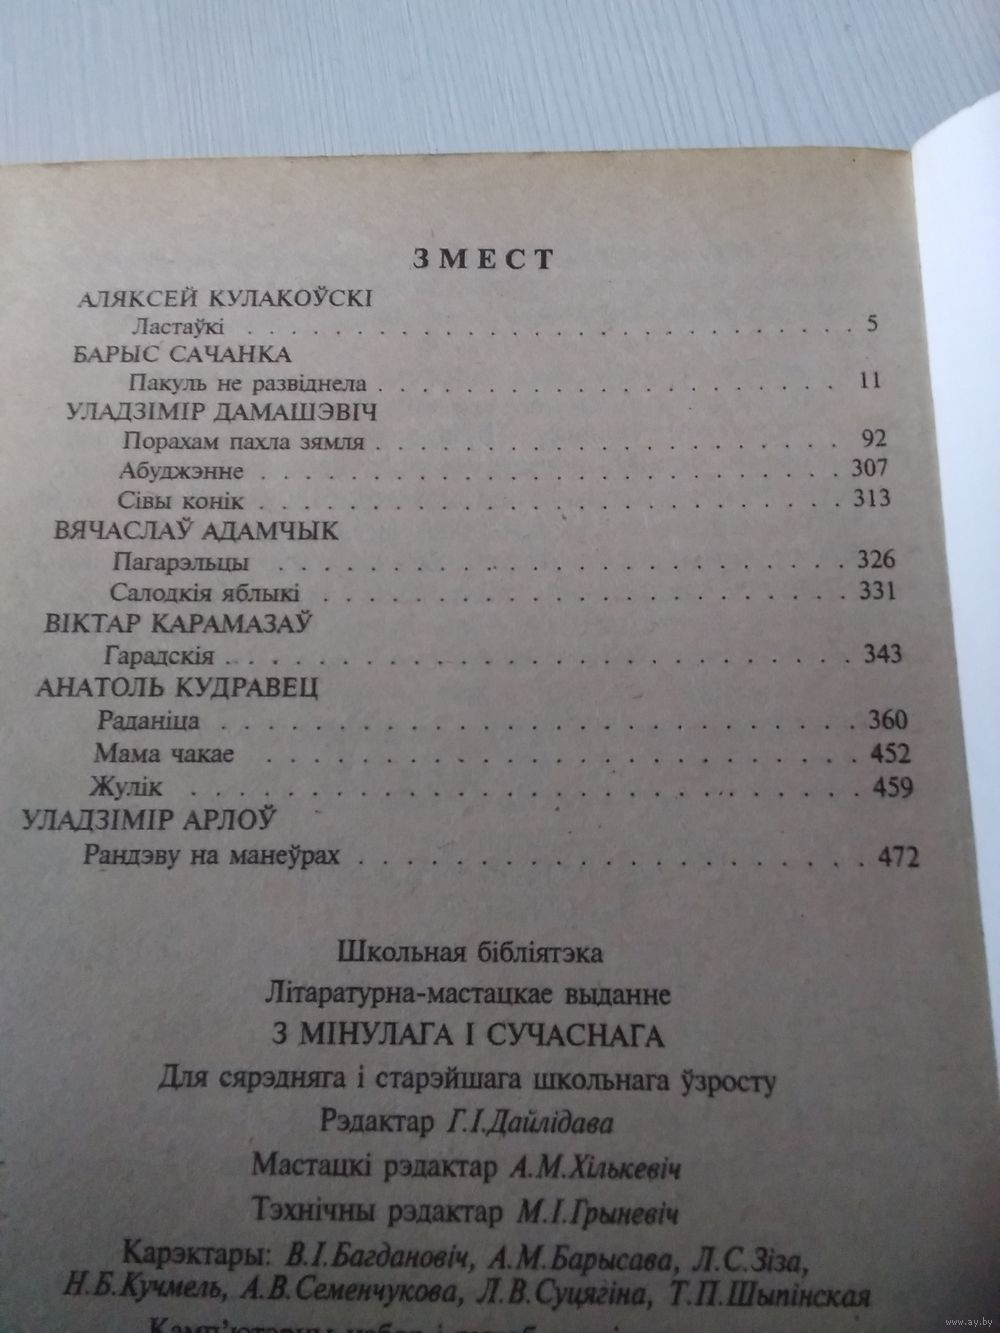 ЗМЕСТ
АЛЯКСЕЙ КУЛАКОЎСКІ
Ластаўкі . . . . . . . . . . . . . . . . . . . . . . . . . . . . 5
БАРЫС САЧАНКА
Пакуль не развіднела . . . . . . . . . . . . . . . . . . . . . 11
УЛАДЗІМІР ДАМАШЭВІЧ
Порахам пахла зямля . . . . . . . . . . . . . . . . . . . . . 92
Абуджэнне . . . . . . . . . . . . . . . . . . . . . . . . . . 307
Сівы конік . . . . . . . . . . . . . . . . . . . . . . . . . . 313
ВЯЧАСЛАЎ АДАМЧЫК
Пагарэльцы . . . . . . . . . . . . . . . . . . . . . . . . . 326
Салодкія яблыкі . . . . . . . . . . . . . . . . . . . . . . . 331
ВІКТАР КАРАМАЗАЎ
Гарадскія . . . . . . . . . . . . . . . . . . . . . . . . . . . 343
АНАТОЛЬ КУДРАВЕЦ
Раданіца . . . . . . . . . . . . . . . . . . . . . . . . . . . 360
Мама чакае . . . . . . . . . . . . . . . . . . . . . . . . . 452
Жулік . . . . . . . . . . . . . . . . . . . . . . . . . . . . 459
УЛАДЗІМІР АРЛОЎ
Рандэву на манеўрах . . . . . . . . . . . . . . . . . . . . . 472
Школьная бібліятэка
Літаратурна-мастацкае выданне
З МІНУЛАГА І СУЧАСНАГА
Для сярэдняга і старэйшага школьнага ўзросту
Рэдактар Г.І.Дайлідава
Мастацкі рэдактар А.М.Хількевіч
Тэхнічны рэдактар М.І.Грыневіч
Карэктары: В.І.Багдановіч, А.М.Барысава, Л.С.Зіза,
Н.Б.Кучмель, А.В.Семенчукова, Л.В.Суцягіна, Т.П.Шыпінская
www.ay.by